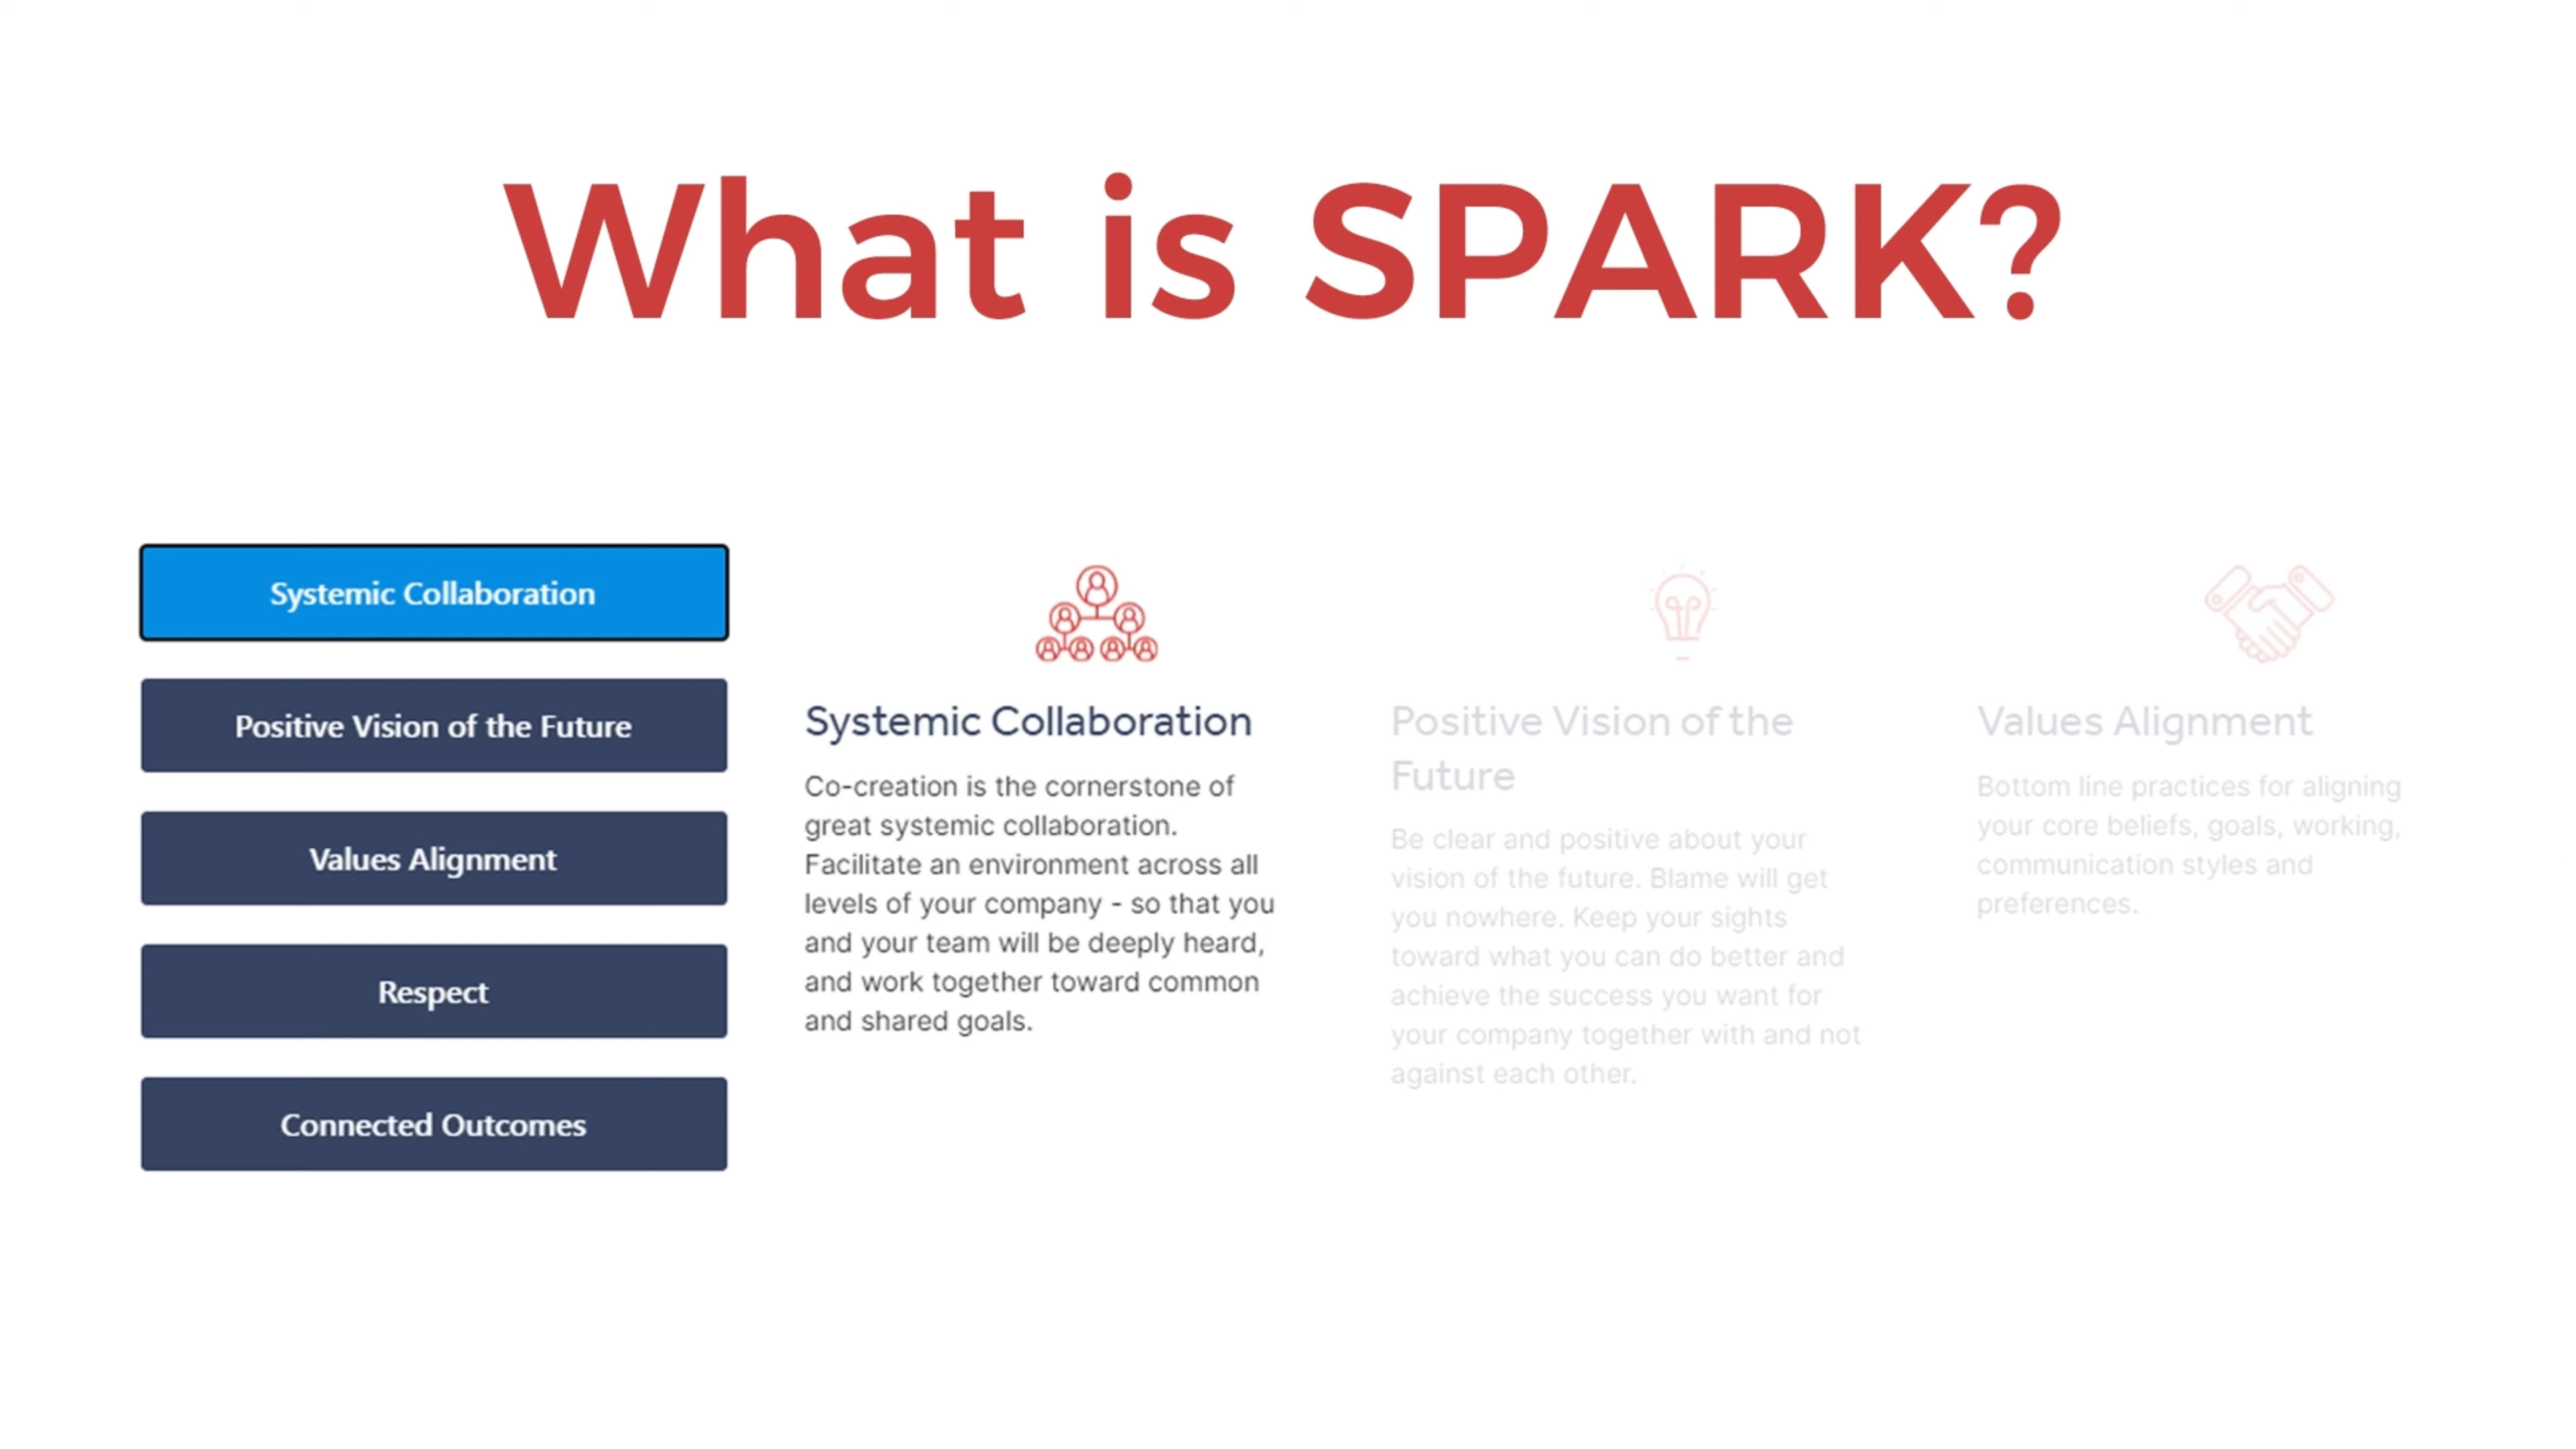 What is SPARK?
Systemic Collaboration
Positive Vision of the Future
Values Alignment
Respect
Connected Outcomes
Systemic Collaboration
Co-creation is the cornerstone of
great systemic collaboration.
Facilitate an environment across all
levels of your company - so that you
and your team will be deeply heard,
and work together toward common
and shared goals.
Positive Vision of the
Future
Be clear and positive about your
vision of the future. Blame will get
you nowhere. Keep your sights
toward what you can do better and
achieve the success you want for
your company together with and not
against each other.
Values Alignment
Bottom line practices for aligning
your core beliefs, goals, working,
communication styles and
preferences.